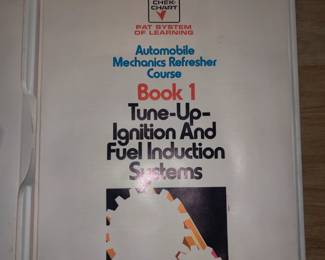 CHEK-
CHART
PAT SYSTEM
OF LEARNING
Automobile
Mechanics Refresher
Course
Book 1
Tune-Up-
Ignition And
Fuel Induction
Systems